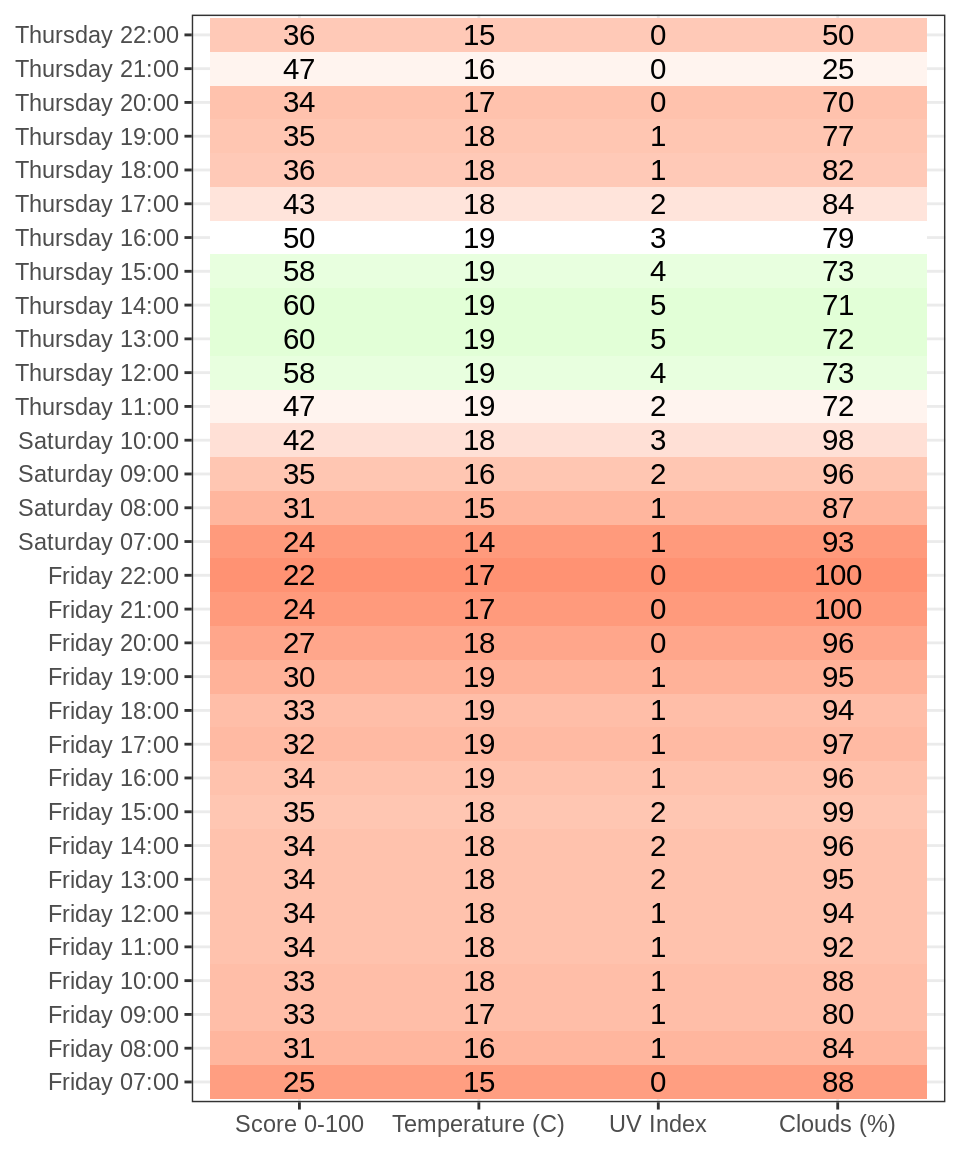 Thursday 22:00 36 15 0 50
Thursday 21:00 47 16 0 25
Thursday 20:00 34 17 0 70
Thursday 19:00 35 18 1 77
Thursday 18:00 36 18 1 82
Thursday 17:00 43 18 2 84
Thursday 16:00 50 19 3 79
Thursday 15:00 58 19 4 73
Thursday 14:00 60 19 5 71
Thursday 13:00 60 19 5 72
Thursday 12:00 58 19 4 73
Thursday 11:00 47 19 2 72
Saturday 10:00 42 18 3 98
Saturday 09:00 35 16 2 96
Saturday 08:00 31 15 1 87
Saturday 07:00 24 14 1 93
Friday 22:00 22 17 0 100
Friday 21:00 24 17 0 100
Friday 20:00 27 18 0 96
Friday 19:00 30 19 1 95
Friday 18:00 33 19 1 94
Friday 17:00 32 19 1 97
Friday 16:00 34 19 1 96
Friday 15:00 35 18 2 99
Friday 14:00 34 18 2 96
Friday 13:00 34 18 2 95
Friday 12:00 34 18 1 94
Friday 11:00 34 18 1 92
Friday 10:00 33 18 1 88
Friday 09:00 33 17 1 80
Friday 08:00 31 16 1 84
Friday 07:00 25 15 0 88
Score 0-100 Temperature (C) UV Index Clouds (%)